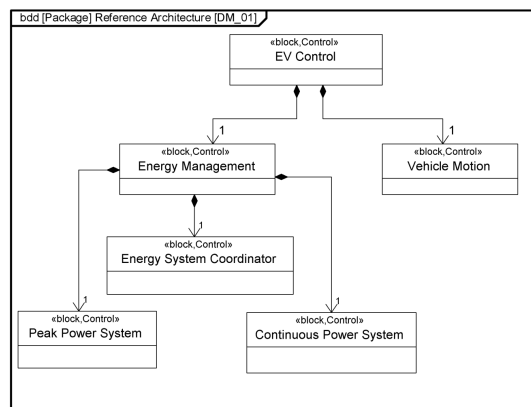 bdd [Package] Reference Architecture [DM_01]
«block,Control»
EV Control
1
1
«block,Control»
Energy Management
«block,Control»
Vehicle Motion
1
«block,Control»
Energy System Coordinator
1
1
«block,Control»
Peak Power System
«block,Control»
Continuous Power System